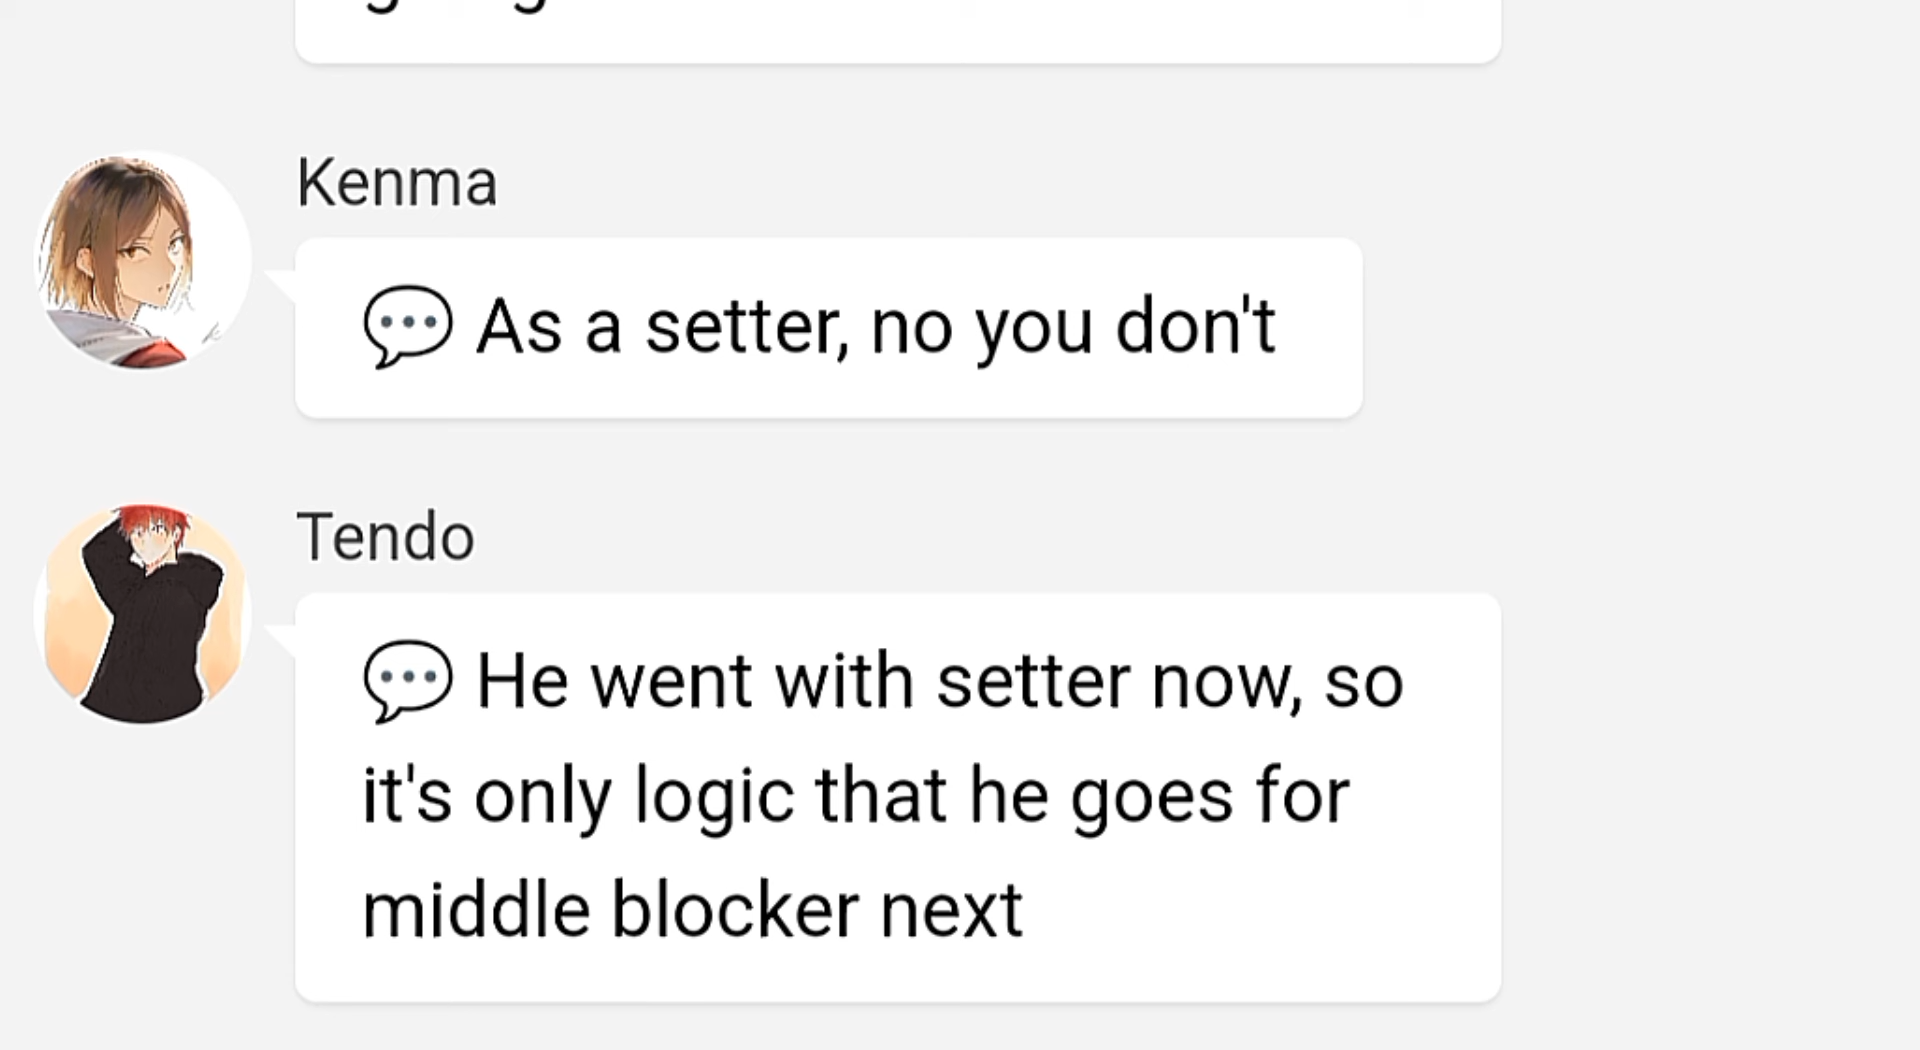 Kenma
💬 As a setter, no you don't
Tendo
💬 He went with setter now, so
it's only logic that he goes for
middle blocker next